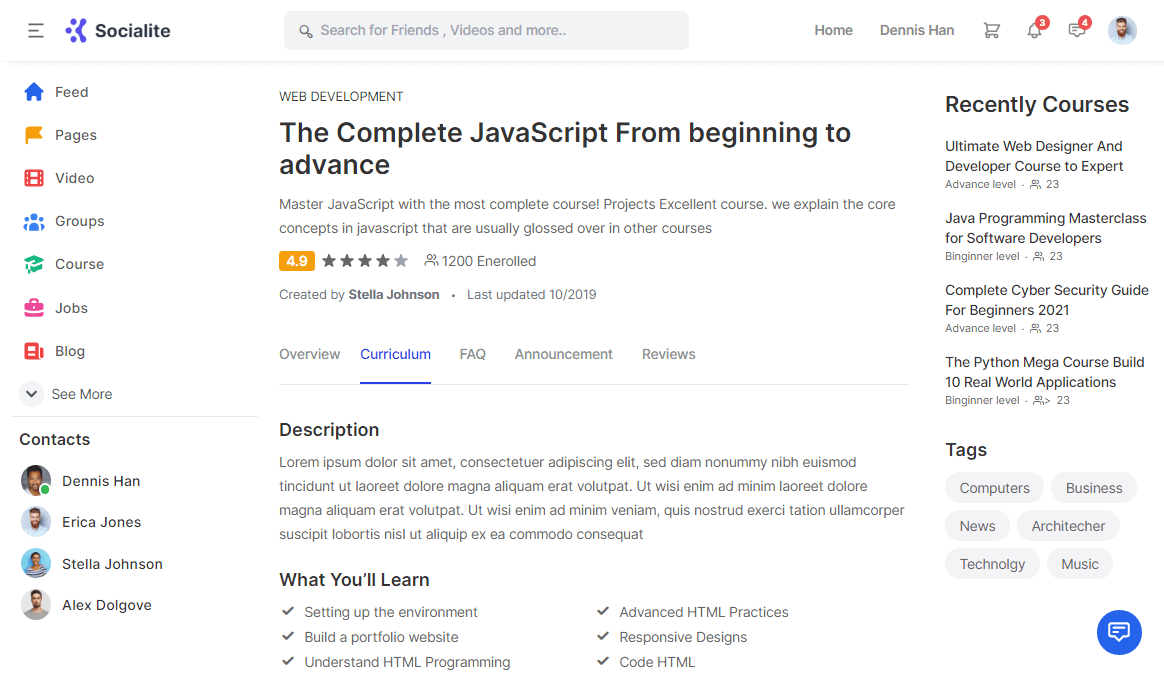 Socialite
Search for Friends , Videos and more..
Home
Dennis Han
3
4
Feed
Pages
Video
Groups
Course
Jobs
Blog
See More
Contacts
Dennis Han
Erica Jones
Stella Johnson
Alex Dolgove
WEB DEVELOPMENT
The Complete JavaScript From beginning to
advance
Master JavaScript with the most complete course! Projects Excellent course. we explain the core
concepts in javascript that are usually glossed over in other courses
4.9
1200 Enerolled
Created by Stella Johnson · Last updated 10/2019
Overview
Curriculum
FAQ
Announcement
Reviews
Description
Lorem ipsum dolor sit amet, consectetuer adipiscing elit, sed diam nonummy nibh euismod
tincidunt ut laoreet dolore magna aliquam erat volutpat. Ut wisi enim ad minim laoreet dolore
magna aliquam erat volutpat. Ut wisi enim ad minim veniam, quis nostrud exerci tation ullamcorper
suscipit lobortis nisl ut aliquip ex ea commodo consequat
What You’ll Learn
Setting up the environment
Build a portfolio website
Understand HTML Programming
Advanced HTML Practices
Responsive Designs
Code HTML
Recently Courses
Ultimate Web Designer And
Developer Course to Expert
Advance level · 23
Java Programming Masterclass
for Software Developers
Binginner level · 23
Complete Cyber Security Guide
For Beginners 2021
Advance level · 23
The Python Mega Course Build
10 Real World Applications
Binginner level · > 23
Tags
Computers
Business
News
Architecher
Technolgy
Music